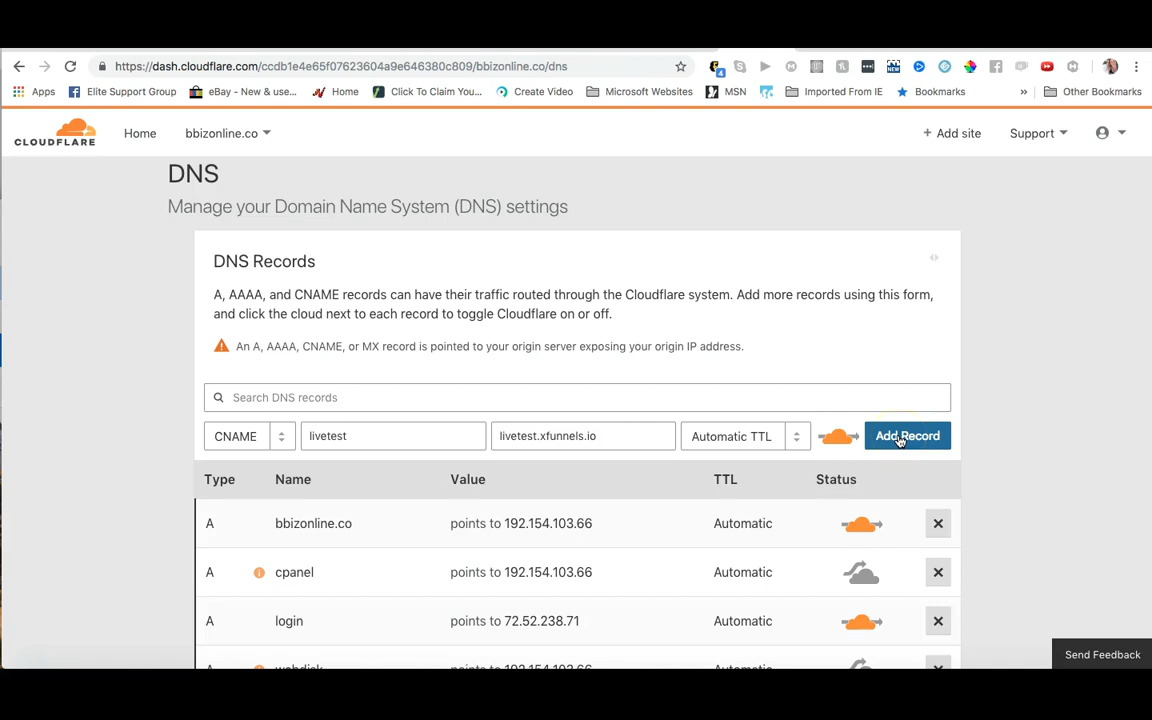 https://dash.cloudflare.com/ccdb1e4e65f07623604a9e646380c809/bbizonline.co/dns
Apps Elite Support Group eBay - New & use... Home Click To Claim You... Create Video Microsoft Websites MSN Imported From IE Bookmarks » Other Bookmarks
CLOUDFLARE Home bbizonline.co + Add site Support
DNS
Manage your Domain Name System (DNS) settings
DNS Records
A, AAAA, and CNAME records can have their traffic routed through the Cloudflare system. Add more records using this form,
and click the cloud next to each record to toggle Cloudflare on or off.
An A, AAAA, CNAME, or MX record is pointed to your origin server exposing your origin IP address.
Search DNS records
CNAME livetest livetest.xfunnels.io Automatic TTL Add Record
Type Name Value TTL Status
A bbizonline.co points to 192.154.103.66 Automatic
A cpanel points to 192.154.103.66 Automatic
A login points to 72.52.238.71 Automatic
A webdisk points to 192.154.103.66 Automatic
Send Feedback